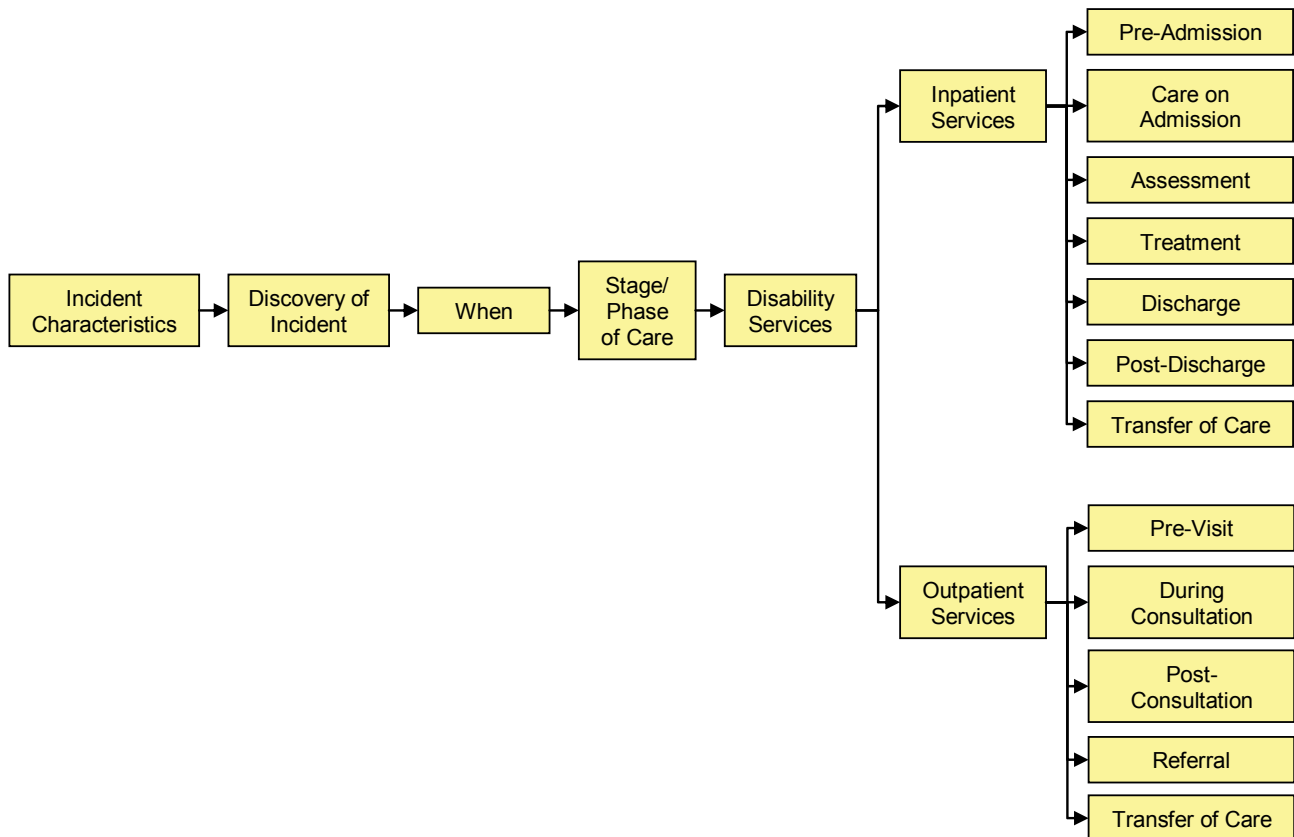 Incident
Characteristics
Discovery of
Incident
When
Stage/
Phase
of Care
Disability
Services
Inpatient
Services
Pre-Admission
Care on
Admission
Assessment
Treatment
Discharge
Post-Discharge
Transfer of Care
Outpatient
Services
Pre-Visit
During
Consultation
Post-
Consultation
Referral
Transfer of Care